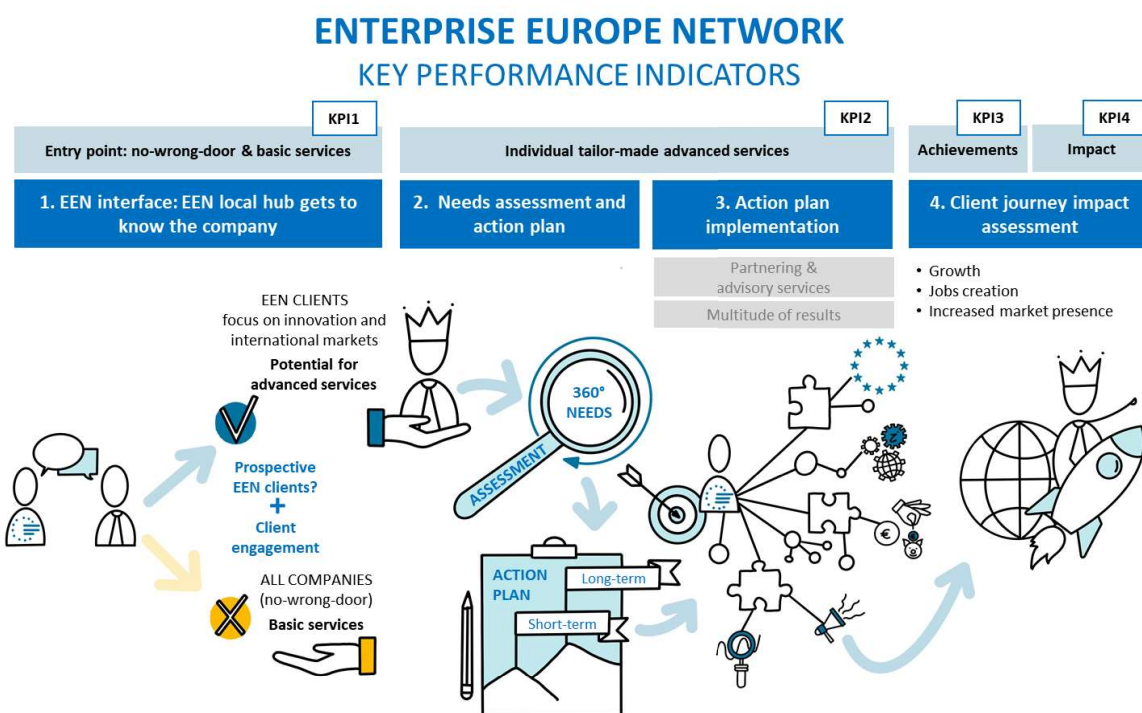 ENTERPRISE EUROPE NETWORK
KEY PERFORMANCE INDICATORS
KPI1
KPI2
KPI3
KPI4
Entry point: no-wrong-door & basic services
Individual tailor-made advanced services
Achievements
Impact
1. EEN interface: EEN local hub gets to
know the company
2. Needs assessment and
action plan
3. Action plan
implementation
4. Client journey impact
assessment
Partnering &
advisory services
Multitude of results
• Growth
• Jobs creation
• Increased market presence
EEN CLIENTS
focus on innovation and
international markets
Potential for
advanced services
360°
NEEDS
ASSESSMENT
Prospective
EEN clients?
+
Client
engagement
ALL COMPANIES
(no-wrong-door)
Basic services
ACTION
PLAN
Long-term
Short-term
€
€